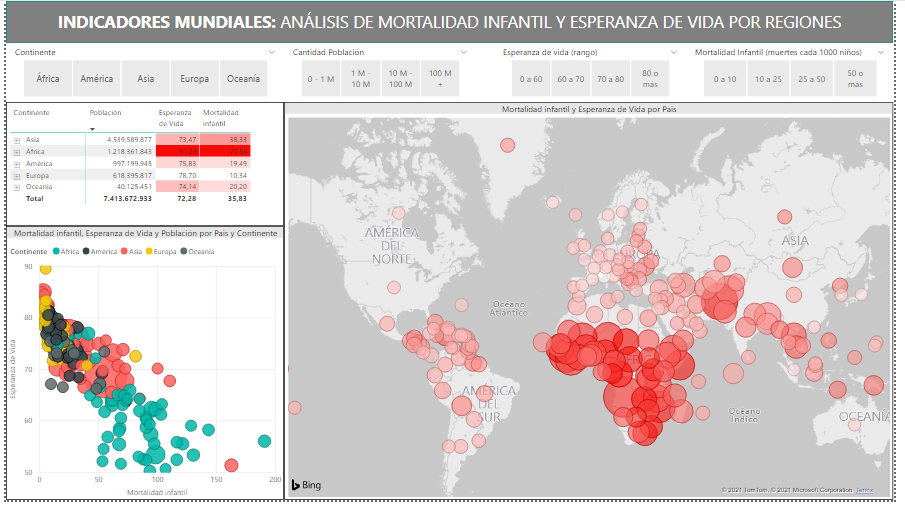 INDICADORES MUNDIALES: ANÁLISIS DE MORTALIDAD INFANTIL Y ESPERANZA DE VIDA POR REGIONES
Continente
África
América
Asia
Europa
Oceanía
Cantidad Población
0 - 1 M
1 M -
10 M
10 M -
100 M
100 M
+
Esperanza de vida (rango)
0 a 60
60 a 70
70 a 80
80 o
más
Mortalidad Infantil (muertes cada 1000 niños)
0 a 10
10 a 25
25 a 50
50 o
más
Continente Población Esperanza de Vida Mortalidad infantil
Asia 4.539.589.877 73,47 38,33
África 1.218.361.843
América 997.199.945 75,83 19,49
Europa 618.395.817 78,70 10,34
Oceanía 40.125.451 74,14 20,20
Total 7.413.672.933 72,28 35,83
Mortalidad infantil, Esperanza de Vida y Población por País y Continente
Continente África América Asia Europa Oceanía
Esperanza de Vida
90
80
70
60
50
0 50 100 150 200
Mortalidad infantil
Mortalidad infantil y Esperanza de Vida por País
AMÉRICA
DEL
NORTE
ASIA
Océano
Atlántico
AMÉRICA
DEL
SUR
Océano
Índico
OCEANÍA
Bing
© 2021 TomTom, © 2021 Microsoft Corporation Terms